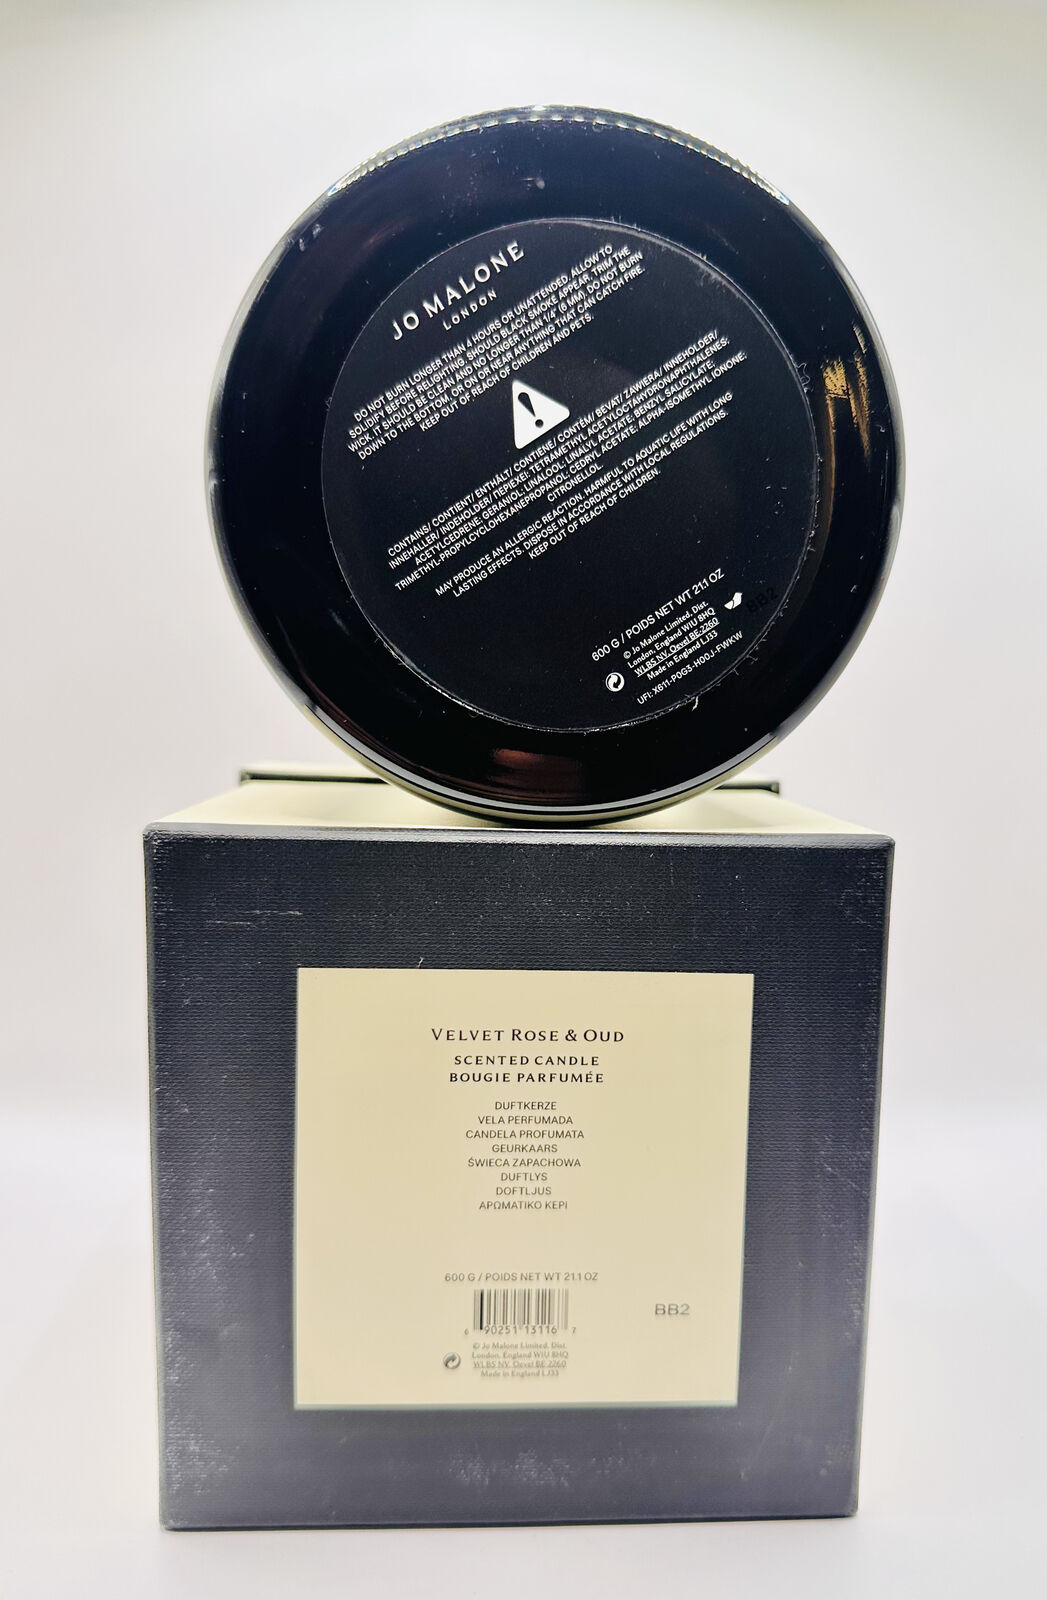 JO MALONE
LONDON
DO NOT BURN LONGER THAN 4 HOURS OR UNATTENDED. ALLOW TO
SOLIDIFY BEFORE RELIGHTING. SHOULD BLACK SMOKE APPEAR, TRIM THE
WICK. IT SHOULD BE CLEAN AND NO LONGER THAN 1/4" (6 MM). DO NOT BURN
DOWN TO THE BOTTOM, OR ON OR NEAR ANYTHING THAT CAN CATCH FIRE.
KEEP OUT OF REACH OF CHILDREN AND PETS.
CONTAINS/ CONTIENT/ ENTHÄLT/ CONTIENE/ CONTÉM/ BEVAT/ ZAWIERA/ INNEHOLDER/
INNEHALLER/ INDEHOLDER/ ΠΕΡΙΕΧΕΙ: TETRAMETHYL ACETYLOCTAHYDRONAPHTHALENES;
ACETYLCEDRENE; GERANIOL; LINALOOL; LINALYL ACETATE; BENZYL SALICYLATE;
TRIMETHYL-PROPYLCYCLOHEXANEPROPANOL; CEDRYL ACETATE; ALPHA-ISOMETHYL IONONE.
CITRONELLOL
MAY PRODUCE AN ALLERGIC REACTION. HARMFUL TO AQUATIC LIFE WITH LONG
LASTING EFFECTS. DISPOSE IN ACCORDANCE WITH LOCAL REGULATIONS.
KEEP OUT OF REACH OF CHILDREN.
600 G / POIDS NET WT 21.1 OZ
© Jo Malone Limited, Dist.
London, England W1U 8HQ
WLBS NV, Oevel BE-2260
Made in England LJ33
UFI: X611-P0G3-H00J-FWKW
BB2
VELVET ROSE & OUD
SCENTED CANDLE
BOUGIE PARFUMÉE
DUFTKERZE
VELA PERFUMADA
CANDELA PROFUMATA
GEURKAARS
ŚWIECA ZAPACHOWA
DUFTLYS
DOFTLJUS
ΑΡΩΜΑΤΙΚΟ ΚΕΡΙ
600 G / POIDS NET WT 21.1 OZ
BB2
6 90251 13116 7
© Jo Malone Limited, Dist.
London, England W1U 8HQ
WLBS NV, Oevel BE-2260
Made in England LJ33